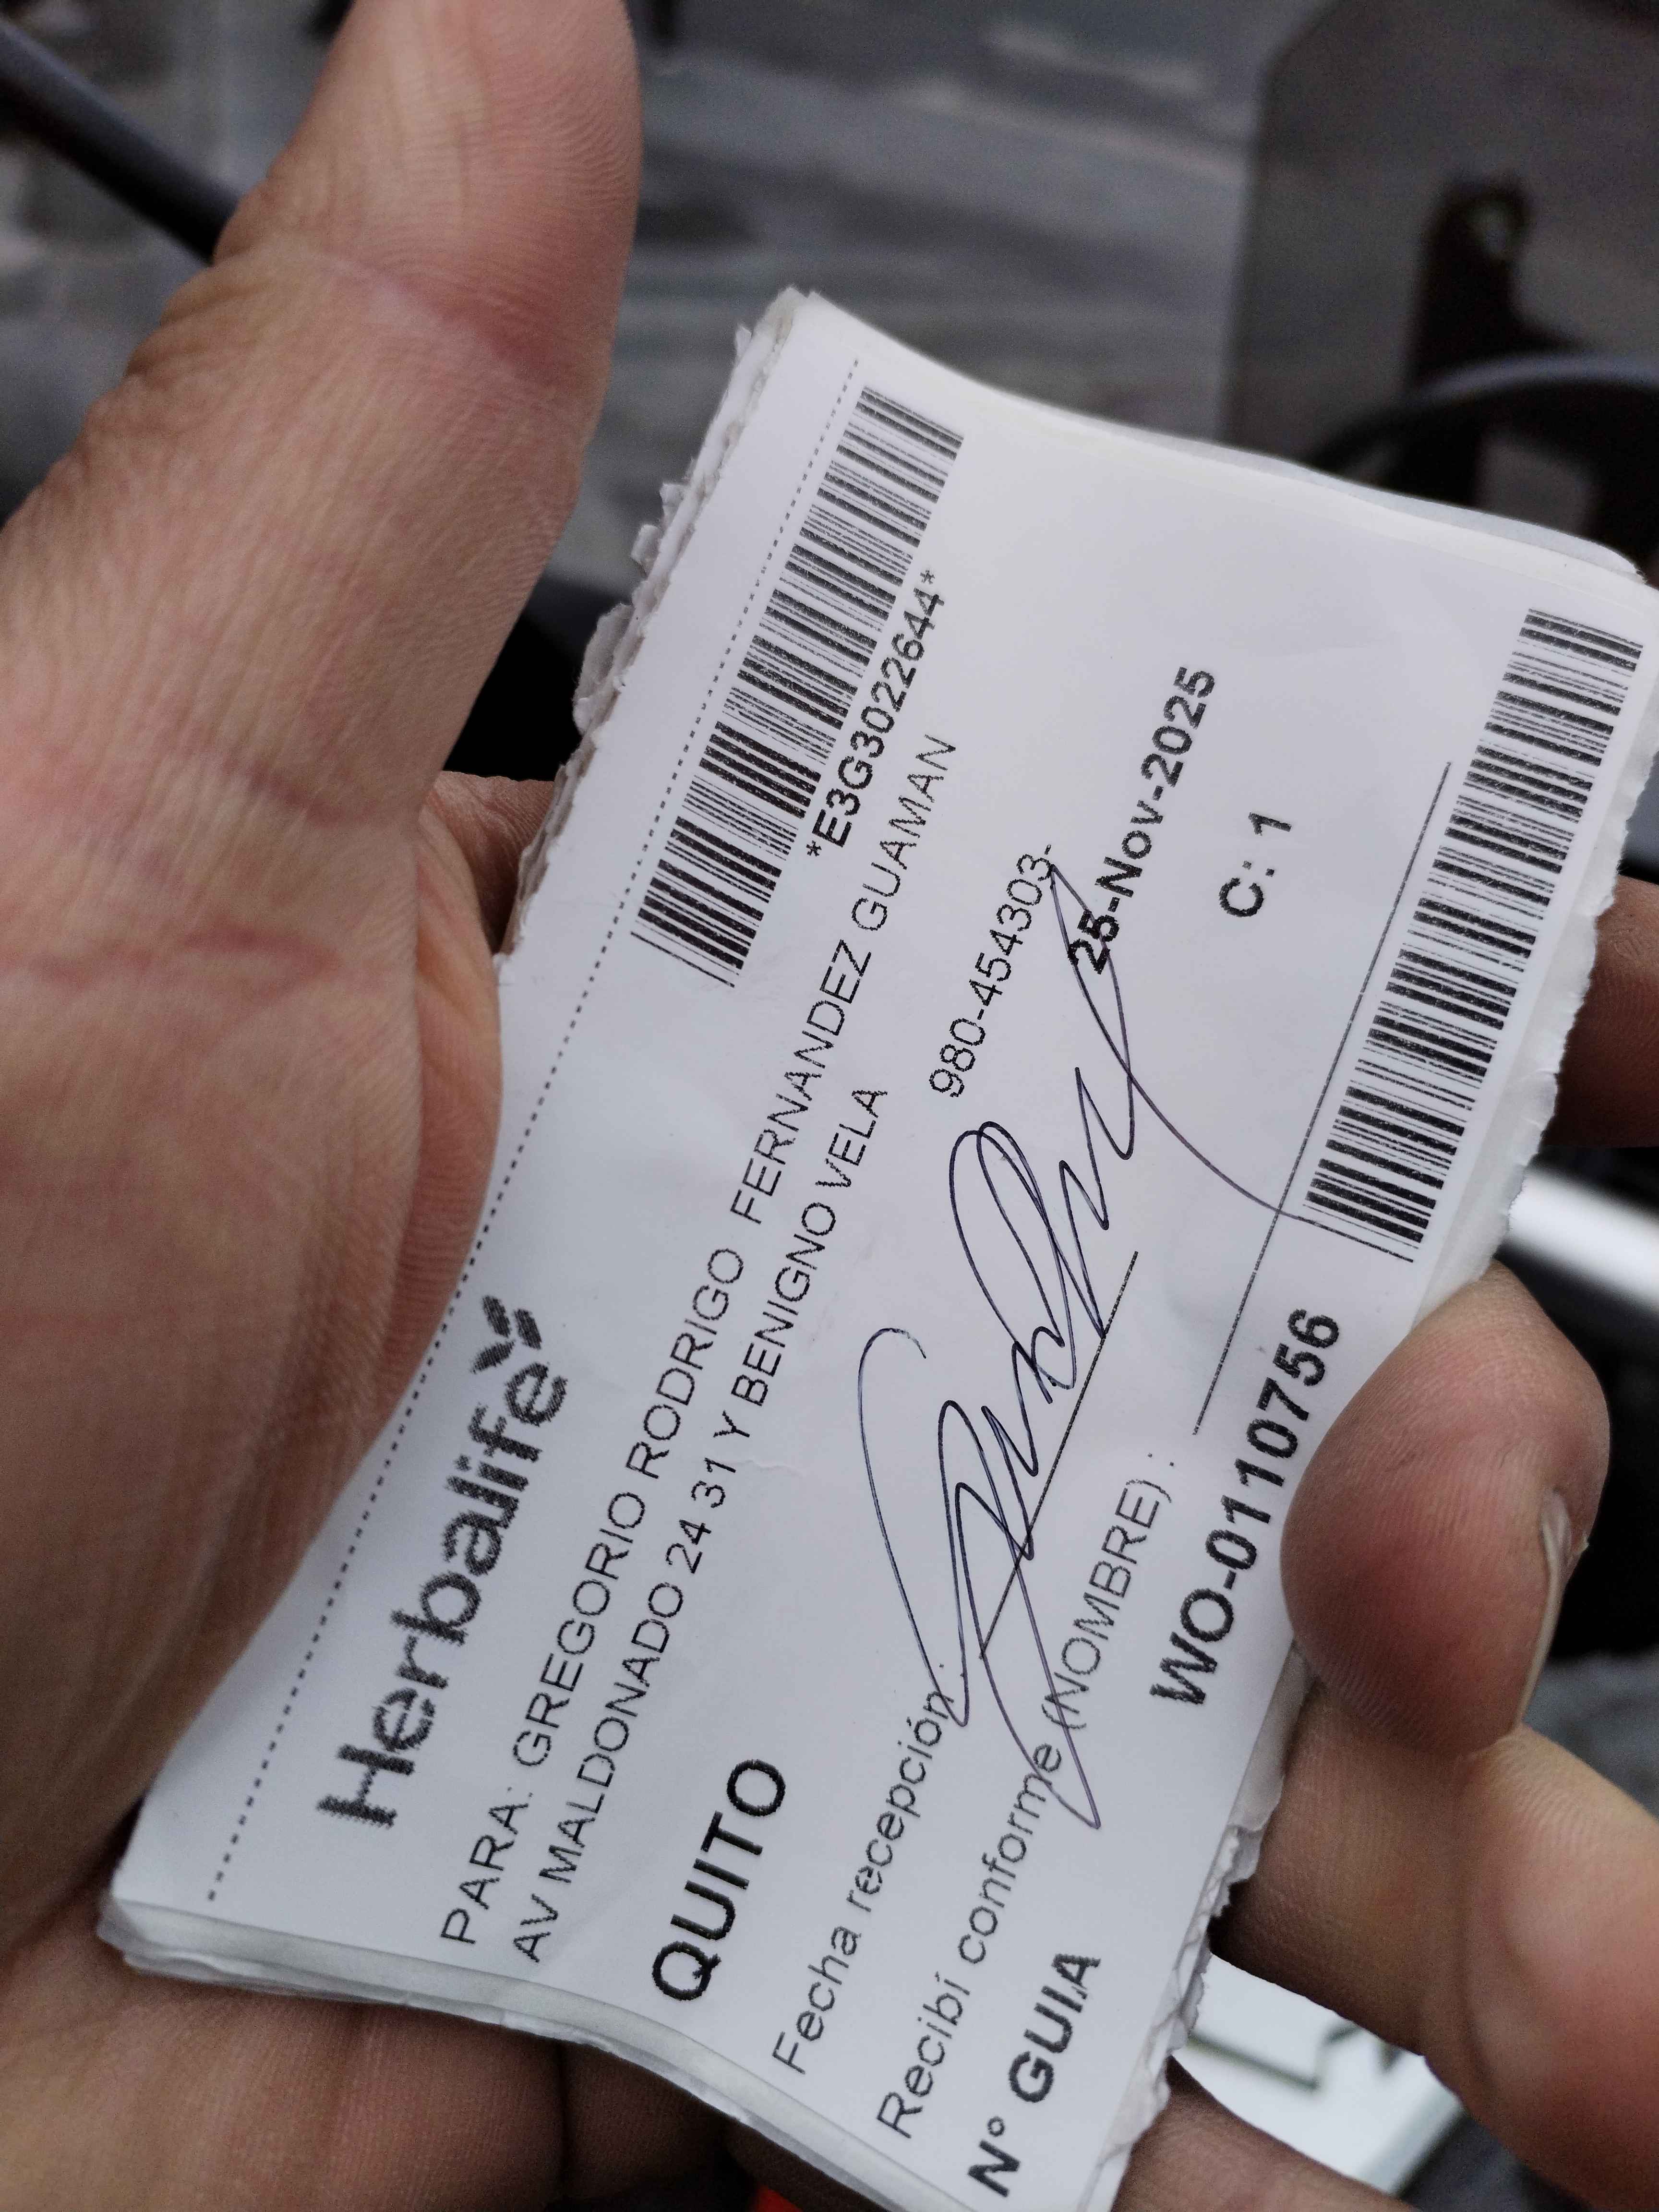 Herbalife
*E3G3022644*
PARA: GREGORIO RODRIGO FERNANDEZ GUAMAN
AV MALDONADO 24 31 Y BENIGNO VELA
QUITO
980-454303-
Fecha recepción:
25-Nov-2025
Recibí conforme (NOMBRE) :
C: 1
N° GUIA
WO-0110756